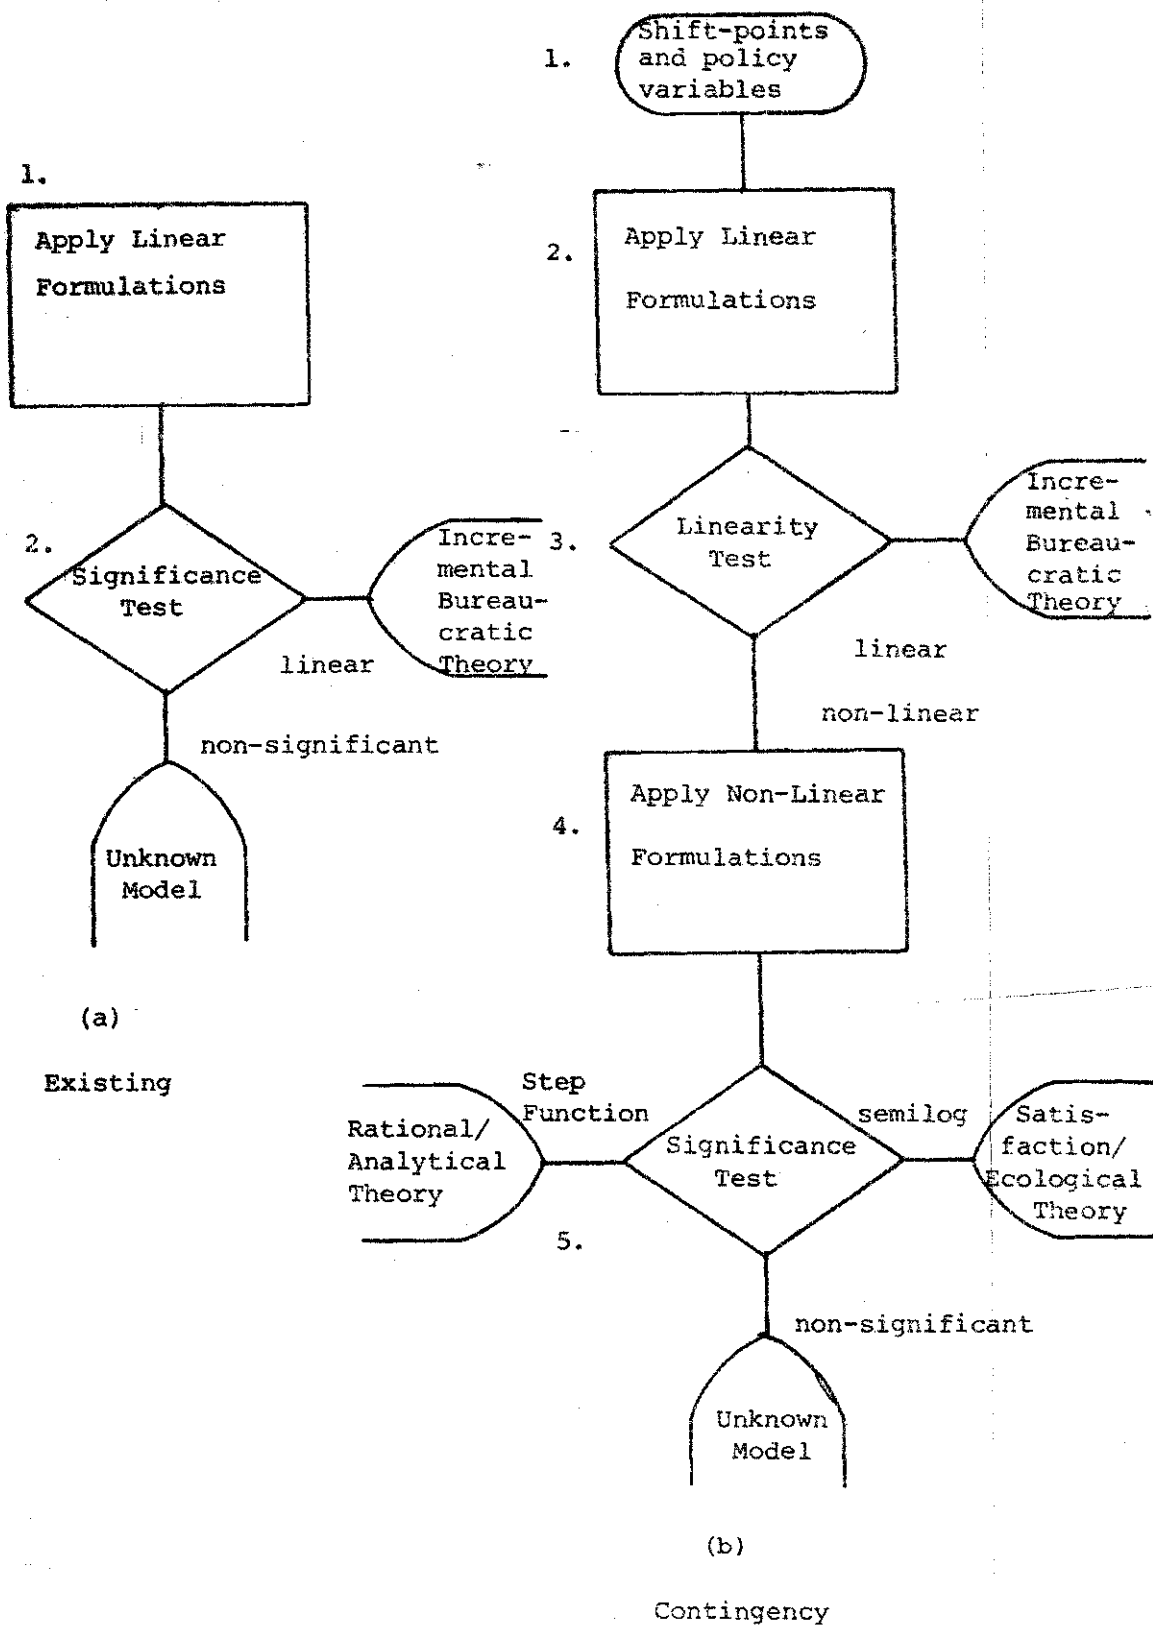 1.
Apply Linear
Formulations
2.
Significance
Test
Incre-
mental
Bureau-
cratic
Theory
linear
non-significant
Unknown
Model
(a)
Existing
1.
Shift-points
and policy
variables
2.
Apply Linear
Formulations
3.
Linearity
Test
Incre-
mental
Bureau-
cratic
Theory
linear
non-linear
4.
Apply Non-Linear
Formulations
Step
Function
Rational/
Analytical
Theory
Significance
Test
semilog
Satis-
faction/
Ecological
Theory
5.
non-significant
Unknown
Model
(b)
Contingency